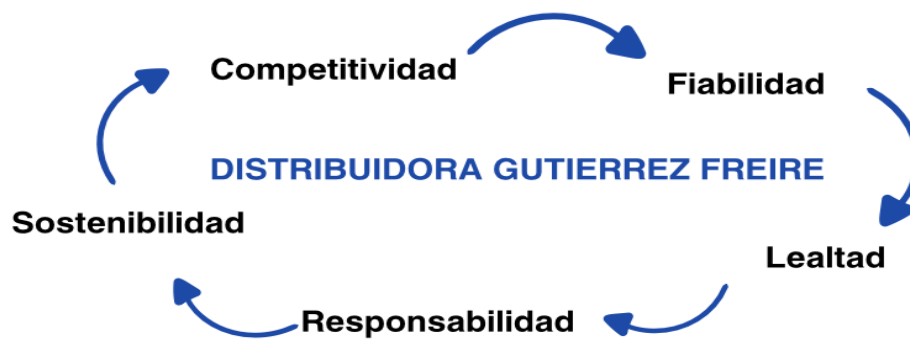 Competitividad
Fiabilidad
DISTRIBUIDORA GUTIERREZ FREIRE
Sostenibilidad
Lealtad
Responsabilidad